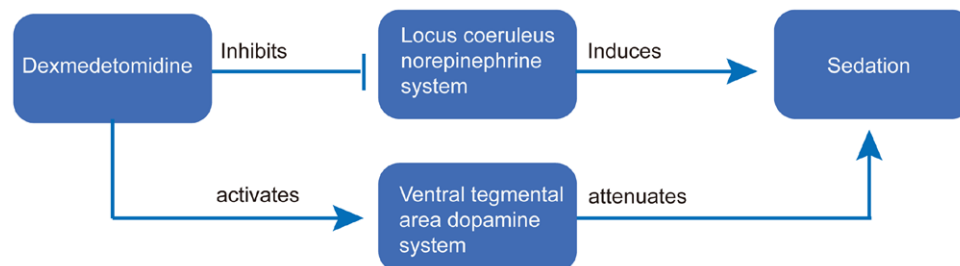 Dexmedetomidine
Inhibits
Locus coeruleus
norepinephrine
system
Induces
Sedation
activates
Ventral tegmental
area dopamine
system
attenuates